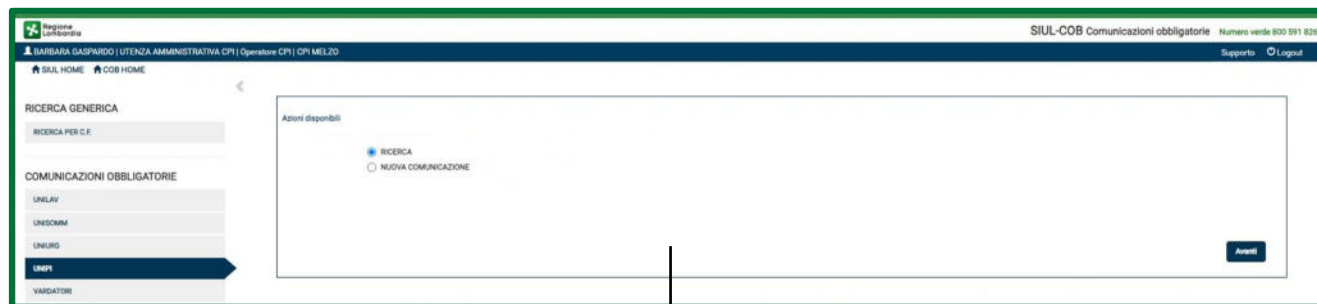 Regione
Lombardia
SIUL-COB Comunicazioni obbligatorie Numero verde 800 591 826
BARBARA GASPARDO | UTENZA AMMINISTRATIVA CPI | Operatore CPI | CPI MELZO
Supporto Logout
SIUL HOME COB HOME
RICERCA GENERICA
RICERCA PER C.F.
Azioni disponibili
RICERCA
NUOVA COMUNICAZIONE
COMUNICAZIONI OBBLIGATORIE
UNILAV
UNISOMM
UNIURG
Avanti
UNIPI
VARDATORI